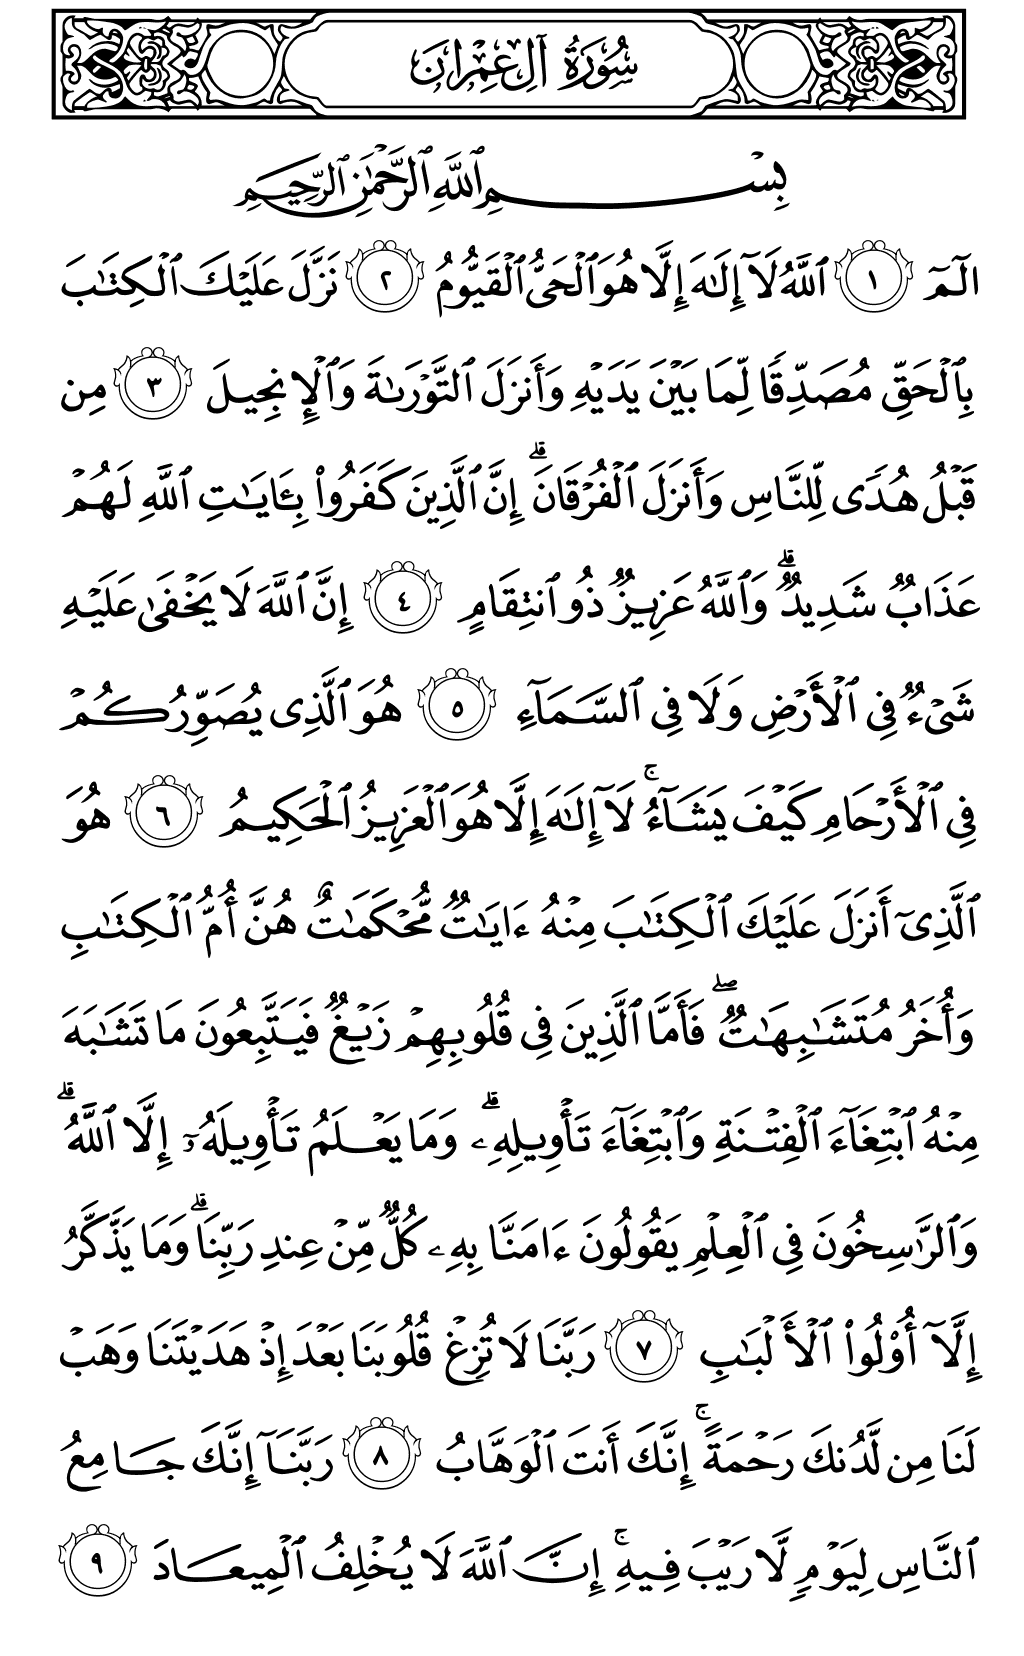 سُورَةُ آلِ عِمْرَان
بِسْمِ ٱللَّهِ ٱلرَّحْمَٰنِ ٱلرَّحِيمِ
الٓمٓ ١ ٱللَّهُ لَآ إِلَٰهَ إِلَّا هُوَ ٱلْحَىُّ ٱلْقَيُّومُ ٢ نَزَّلَ عَلَيْكَ ٱلْكِتَٰبَ
بِٱلْحَقِّ مُصَدِّقًا لِّمَا بَيْنَ يَدَيْهِ وَأَنزَلَ ٱلتَّوْرَىٰةَ وَٱلْإِنجِيلَ ٣ مِن
قَبْلُ هُدًى لِّلنَّاسِ وَأَنزَلَ ٱلْفُرْقَانَ ۗ إِنَّ ٱلَّذِينَ كَفَرُوا۟ بِـَٔايَٰتِ ٱللَّهِ لَهُمْ
عَذَابٌ شَدِيدٌ ۗ وَٱللَّهُ عَزِيزٌ ذُو ٱنتِقَامٍ ٤ إِنَّ ٱللَّهَ لَا يَخْفَىٰ عَلَيْهِ
شَىْءٌ فِى ٱلْأَرْضِ وَلَا فِى ٱلسَّمَآءِ ٥ هُوَ ٱلَّذِى يُصَوِّرُكُمْ
فِى ٱلْأَرْحَامِ كَيْفَ يَشَآءُ ۚ لَآ إِلَٰهَ إِلَّا هُوَ ٱلْعَزِيزُ ٱلْحَكِيمُ ٦ هُوَ
ٱلَّذِىٓ أَنزَلَ عَلَيْكَ ٱلْكِتَٰبَ مِنْهُ ءَايَٰتٌ مُّحْكَمَٰتٌ هُنَّ أُمُّ ٱلْكِتَٰبِ
وَأُخَرُ مُتَشَٰبِهَٰتٌ ۖ فَأَمَّا ٱلَّذِينَ فِى قُلُوبِهِمْ زَيْغٌ فَيَتَّبِعُونَ مَا تَشَٰبَهَ
مِنْهُ ٱبْتِغَآءَ ٱلْفِتْنَةِ وَٱبْتِغَآءَ تَأْوِيلِهِۦ ۗ وَمَا يَعْلَمُ تَأْوِيلَهُۥٓ إِلَّا ٱللَّهُ ۗ
وَٱلرَّٰسِخُونَ فِى ٱلْعِلْمِ يَقُولُونَ ءَامَنَّا بِهِۦ كُلٌّ مِّنْ عِندِ رَبِّنَا ۗ وَمَا يَذَّكَّرُ
إِلَّآ أُو۟لُوا۟ ٱلْأَلْبَٰبِ ٧ رَبَّنَا لَا تُزِغْ قُلُوبَنَا بَعْدَ إِذْ هَدَيْتَنَا وَهَبْ
لَنَا مِن لَّدُنكَ رَحْمَةً ۚ إِنَّكَ أَنتَ ٱلْوَهَّابُ ٨ رَبَّنَآ إِنَّكَ جَامِعُ
ٱلنَّاسِ لِيَوْمٍ لَّا رَيْبَ فِيهِ ۚ إِنَّ ٱللَّهَ لَا يُخْلِفُ ٱلْمِيعَادَ ٩